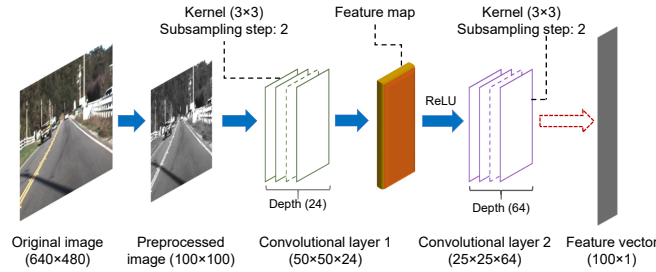 Kernel (3×3)
Subsampling step: 2
Feature map
Kernel (3×3)
Subsampling step: 2
ReLU
Depth (24)
Depth (64)
Original image
(640×480)
Preprocessed
image (100×100)
Convolutional layer 1
(50×50×24)
Convolutional layer 2
(25×25×64)
Feature vector
(100×1)